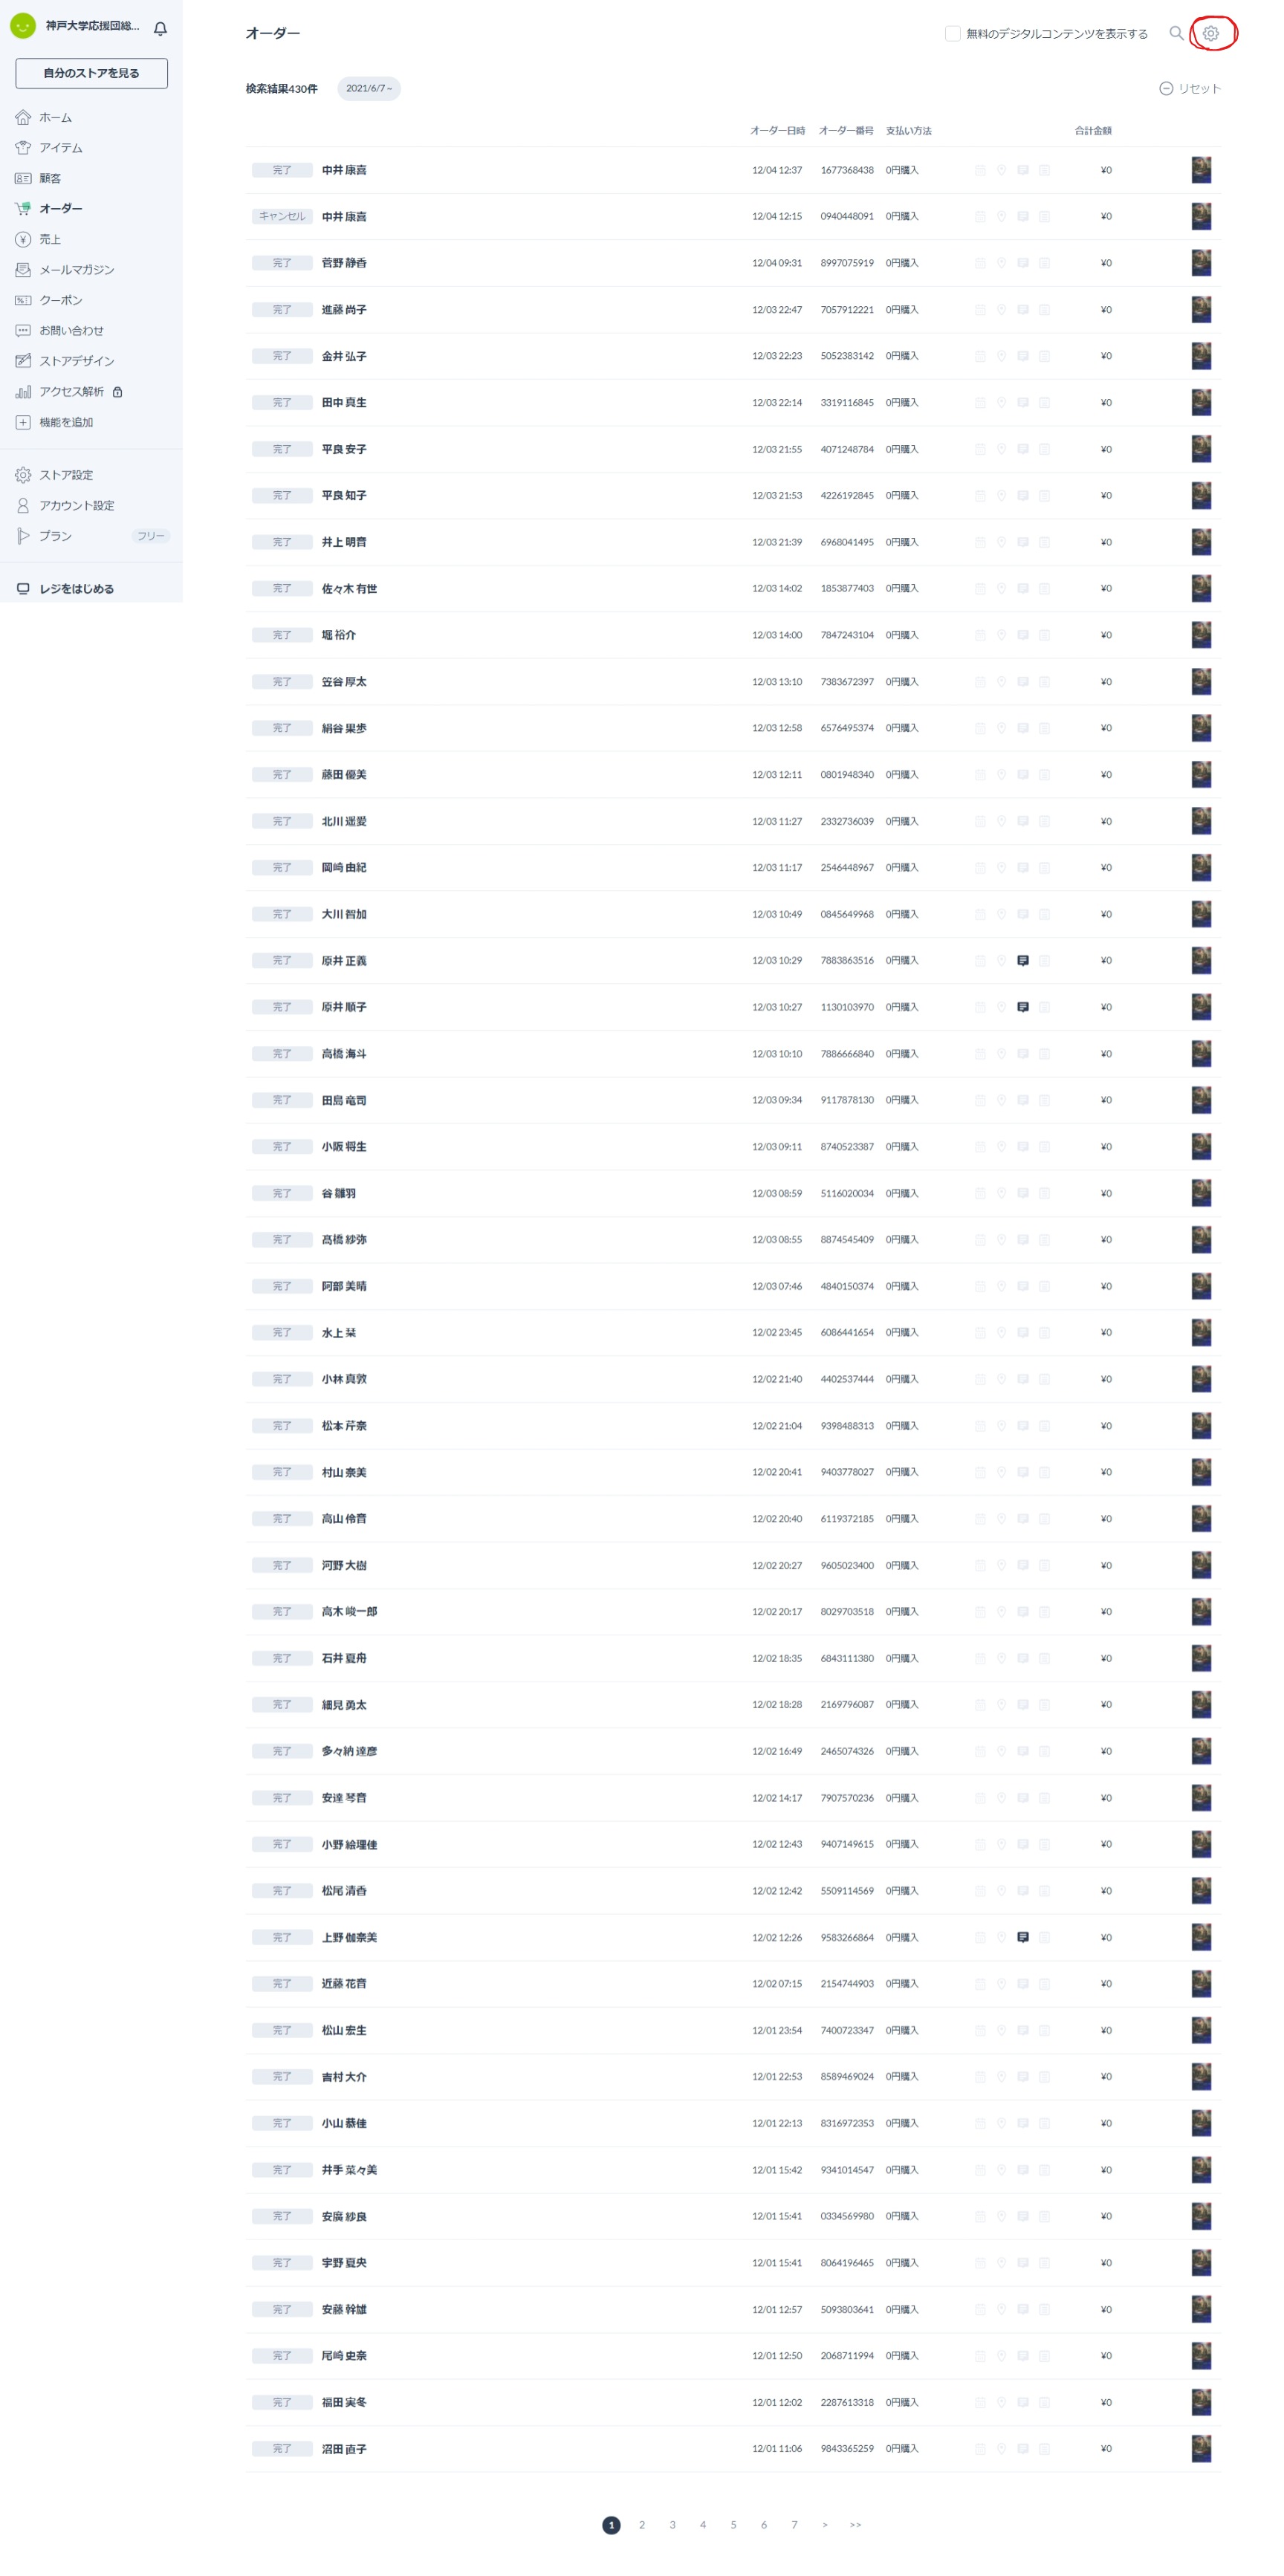 神戸大学応援団総...
自分のストアを見る
ホーム
アイテム
顧客
オーダー
売上
メールマガジン
クーポン
お問い合わせ
ストアデザイン
アクセス解析
機能を追加
ストア設定
アカウント設定
プラン フリー
レジをはじめる
オーダー
無料のデジタルコンテンツを表示する
検索結果430件 2021/6/7 ~
リセット
オーダー日時 オーダー番号 支払い方法 合計金額
完了 中井 康喜 12/04 12:37 1677368438 0円購入 ¥0
キャンセル 中井 康喜 12/04 12:15 0940448091 0円購入 ¥0
完了 菅野 静香 12/04 09:31 8997075919 0円購入 ¥0
完了 進藤 尚子 12/03 22:47 7057912221 0円購入 ¥0
完了 金井 弘子 12/03 22:23 5052383142 0円購入 ¥0
完了 田中 真生 12/03 22:14 3319116845 0円購入 ¥0
完了 平良 安子 12/03 21:55 4071248784 0円購入 ¥0
完了 平良 知子 12/03 21:53 4226192845 0円購入 ¥0
完了 井上 明音 12/03 21:39 6968041495 0円購入 ¥0
完了 佐々木 有世 12/03 14:02 1853877403 0円購入 ¥0
完了 堀 裕介 12/03 14:00 7847243104 0円購入 ¥0
完了 笠谷 厚太 12/03 13:10 7383672397 0円購入 ¥0
完了 絹谷 果歩 12/03 12:58 6576495374 0円購入 ¥0
完了 藤田 優美 12/03 12:11 0801948340 0円購入 ¥0
完了 北川 遥愛 12/03 11:27 2332736039 0円購入 ¥0
完了 岡崎 由紀 12/03 11:17 2546448967 0円購入 ¥0
完了 大川 智加 12/03 10:49 0845649968 0円購入 ¥0
完了 原井 正義 12/03 10:29 7883863516 0円購入 ¥0
完了 原井 順子 12/03 10:27 1130103970 0円購入 ¥0
完了 高橋 海斗 12/03 10:10 7886666840 0円購入 ¥0
完了 田島 竜司 12/03 09:34 9117878130 0円購入 ¥0
完了 小阪 将生 12/03 09:11 8740523387 0円購入 ¥0
完了 谷 雛羽 12/03 08:59 5116020034 0円購入 ¥0
完了 髙橋 紗弥 12/03 08:55 8874545409 0円購入 ¥0
完了 阿部 美晴 12/03 07:46 4840150374 0円購入 ¥0
完了 水上 栞 12/02 23:45 6086441654 0円購入 ¥0
完了 小林 真敦 12/02 21:40 4402537444 0円購入 ¥0
完了 松本 芹奈 12/02 21:04 9398488313 0円購入 ¥0
完了 村山 奈美 12/02 20:41 9403778027 0円購入 ¥0
完了 高山 伶音 12/02 20:40 6119372185 0円購入 ¥0
完了 河野 大樹 12/02 20:27 9605023400 0円購入 ¥0
完了 高木 峻一郎 12/02 20:17 8029703518 0円購入 ¥0
完了 石井 夏舟 12/02 18:35 6843111380 0円購入 ¥0
完了 細見 勇太 12/02 18:28 2169796087 0円購入 ¥0
完了 多々納 達彦 12/02 16:49 2465074326 0円購入 ¥0
完了 安達 琴音 12/02 14:17 7907570236 0円購入 ¥0
完了 小野 絵理佳 12/02 12:43 9407149615 0円購入 ¥0
完了 松尾 清香 12/02 12:42 5509114569 0円購入 ¥0
完了 上野 伽奈美 12/02 12:26 9583266864 0円購入 ¥0
完了 近藤 花音 12/02 07:15 2154744903 0円購入 ¥0
完了 松山 宏生 12/01 23:54 7400723347 0円購入 ¥0
完了 吉村 大介 12/01 22:53 8589469024 0円購入 ¥0
完了 小山 恭佳 12/01 22:13 8316972353 0円購入 ¥0
完了 井手 菜々美 12/01 15:42 9341014547 0円購入 ¥0
完了 安廣 紗良 12/01 15:41 0334569980 0円購入 ¥0
完了 宇野 夏央 12/01 15:41 8064196465 0円購入 ¥0
完了 安藤 幹雄 12/01 12:57 5093803641 0円購入 ¥0
完了 尾崎 史奈 12/01 12:50 2068711994 0円購入 ¥0
完了 福田 実冬 12/01 12:02 2287613318 0円購入 ¥0
完了 沼田 直子 12/01 11:06 9843365259 0円購入 ¥0
1 2 3 4 5 6 7 > >>